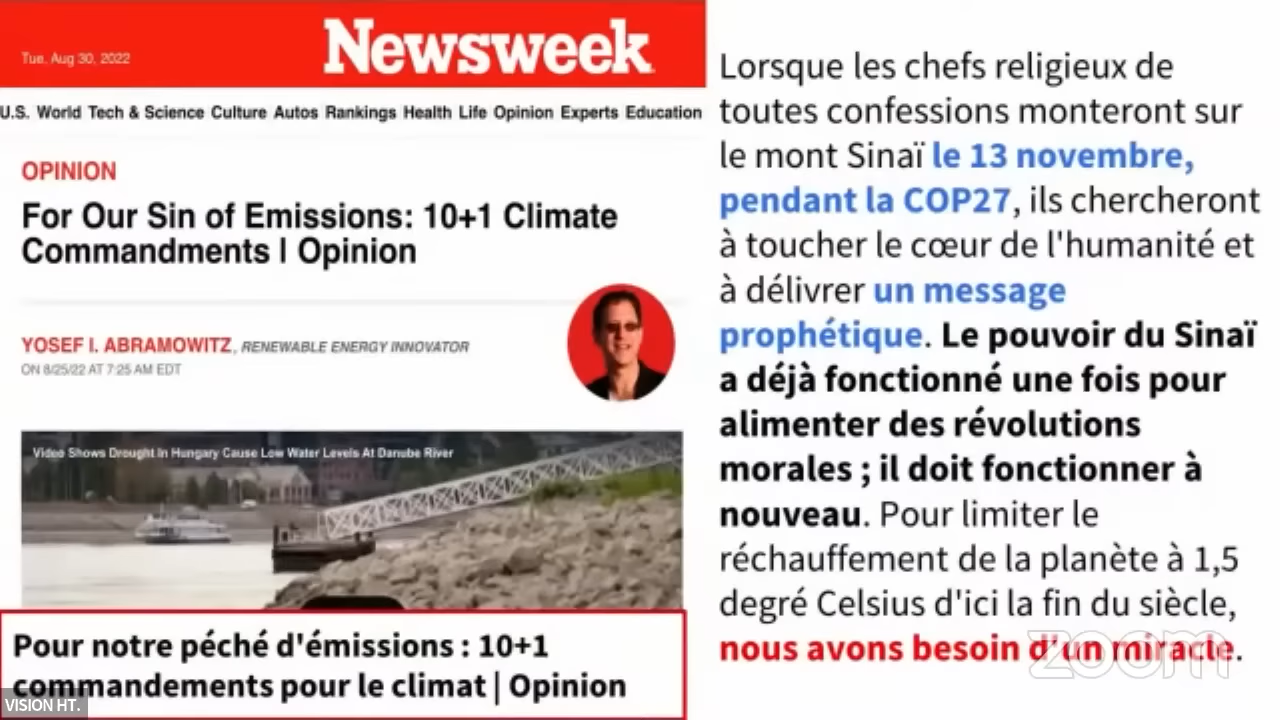 Tue, Aug 30, 2022
Newsweek
U.S. World Tech & Science Culture Autos Rankings Health Life Opinion Experts Education
OPINION
For Our Sin of Emissions: 10+1 Climate
Commandments | Opinion
YOSEF I. ABRAMOWITZ, RENEWABLE ENERGY INNOVATOR
ON 8/25/22 AT 7:25 AM EDT
Video Shows Drought In Hungary Cause Low Water Levels At Danube River
Pour notre péché d'émissions : 10+1
commandements pour le climat | Opinion
VISION HT.
Lorsque les chefs religieux de
toutes confessions monteront sur
le mont Sinaï le 13 novembre,
pendant la COP27, ils chercheront
à toucher le cœur de l'humanité et
à délivrer un message
prophétique. Le pouvoir du Sinaï
a déjà fonctionné une fois pour
alimenter des révolutions
morales ; il doit fonctionner à
nouveau. Pour limiter le
réchauffement de la planète à 1,5
degré Celsius d'ici la fin du siècle,
nous avons besoin d'un miracle.
zoom